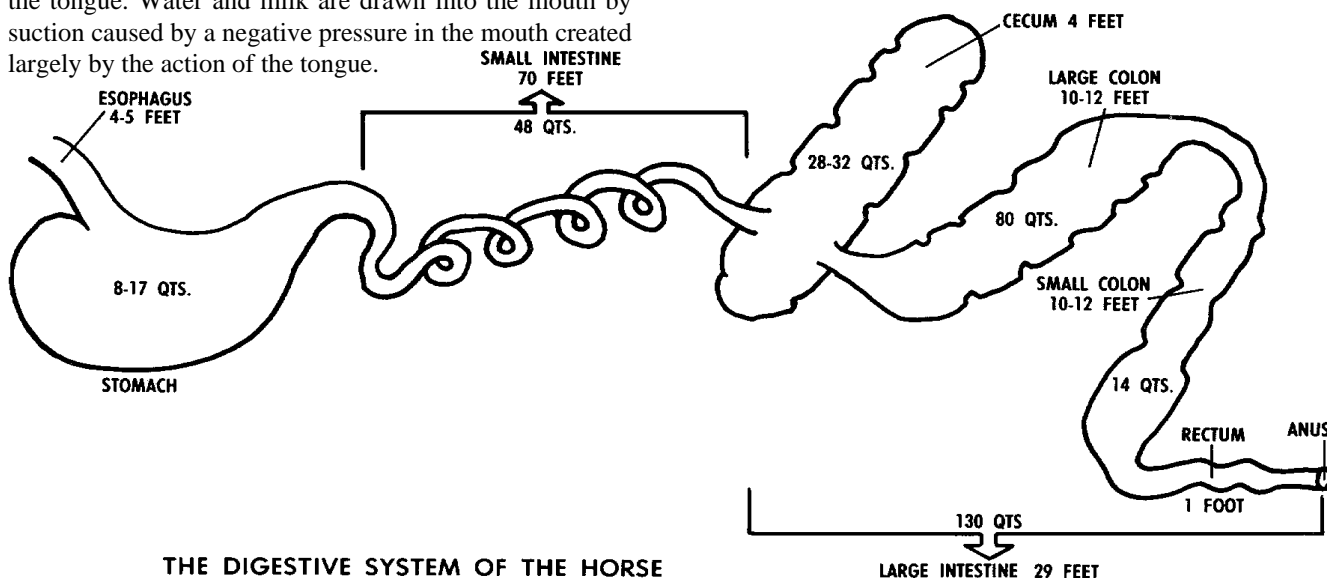 the tongue. Water and milk are drawn into the mouth by
suction caused by a negative pressure in the mouth created
largely by the action of the tongue.
ESOPHAGUS
4-5 FEET
SMALL INTESTINE
70 FEET
48 QTS.
CECUM 4 FEET
LARGE COLON
10-12 FEET
28-32 QTS.
80 QTS.
8-17 QTS.
STOMACH
SMALL COLON
10-12 FEET
14 QTS.
RECTUM
ANUS
1 FOOT
130 QTS
LARGE INTESTINE 29 FEET
THE DIGESTIVE SYSTEM OF THE HORSE